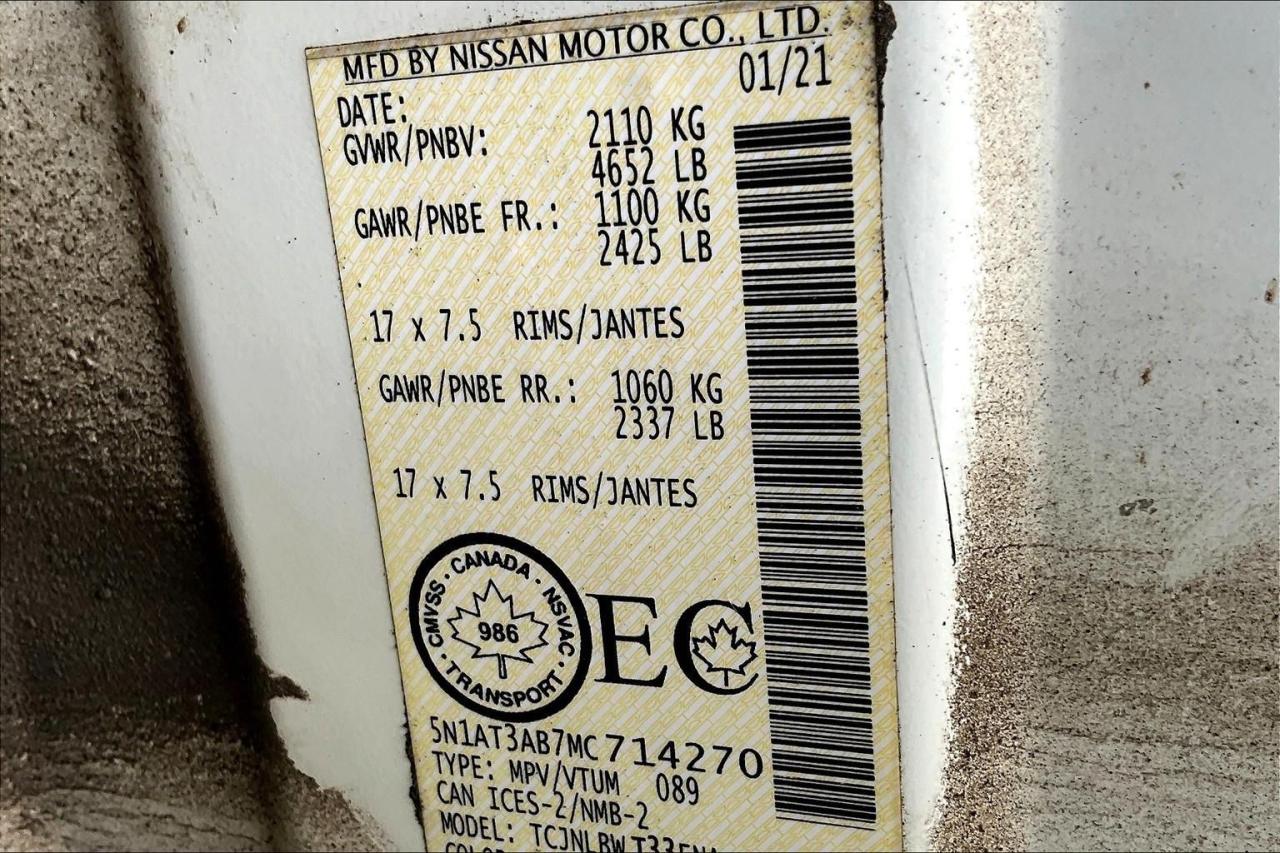 MFD BY NISSAN MOTOR CO., LTD.
DATE: 01/21
GVWR/PNBV: 2110 KG
4652 LB
GAWR/PNBE FR.: 1100 KG
2425 LB
17 x 7.5 RIMS/JANTES
GAWR/PNBE RR.: 1060 KG
2337 LB
17 x 7.5 RIMS/JANTES
CMVSS · CANADA · NSVAC · TRANSPORT ·
986
EC
5N1AT3AB7MC714270
TYPE: MPV/VTUM 089
CAN ICES-2/NMB-2
MODEL: